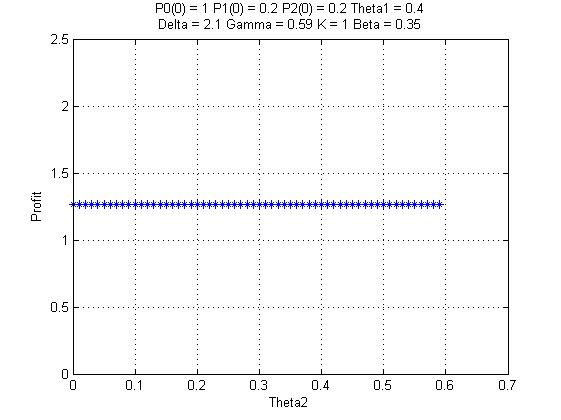 P0(0) = 1 P1(0) = 0.2 P2(0) = 0.2 Theta1 = 0.4
Delta = 2.1 Gamma = 0.59 K = 1 Beta = 0.35
2.5
2
1.5
1
0.5
0
Profit
0 0.1 0.2 0.3 0.4 0.5 0.6 0.7
Theta2